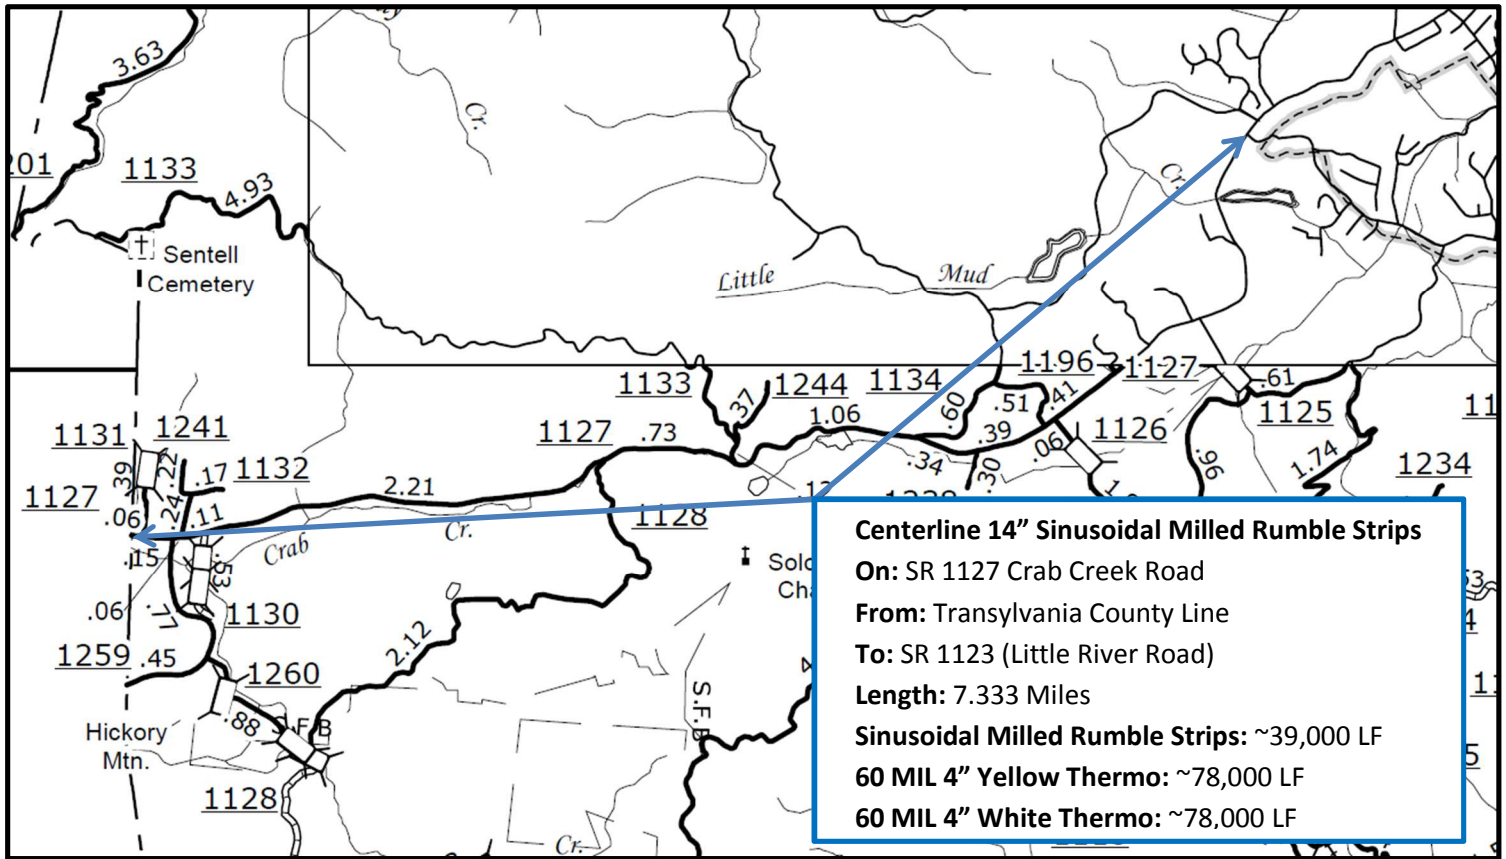 3.63
Cr.
1133
4.93
Cr.
Sentell
Cemetery
Little
Mud
1133
1244
1134
1196
1127
.61
.37
1.06
.60
.51
.41
1125
1131
1241
1127
.73
.39
.06
1126
.96
1.74
1234
.22
.17
1132
2.21
.34
.30
1127
.39
.24
.11
.06
1128
.15
Crab
Cr.
.53
.06
.77
1130
2.12
1259
.45
1260
S.F.B
.88
Hickory
Mtn.
1128
Cr.
Centerline 14” Sinusoidal Milled Rumble Strips
On: SR 1127 Crab Creek Road
From: Transylvania County Line
To: SR 1123 (Little River Road)
Length: 7.333 Miles
Sinusoidal Milled Rumble Strips: ~39,000 LF
60 MIL 4” Yellow Thermo: ~78,000 LF
60 MIL 4” White Thermo: ~78,000 LF